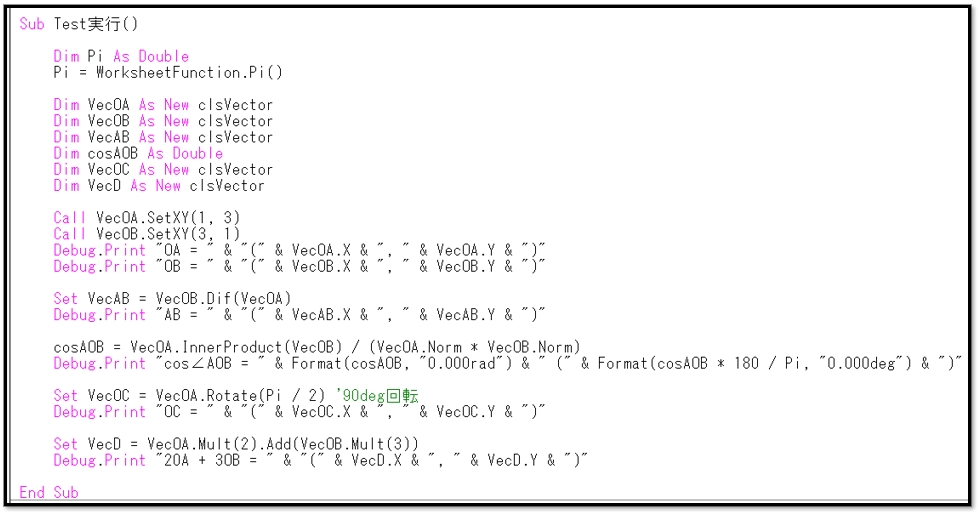 Sub Test実行()
Dim Pi As Double
Pi = WorksheetFunction.Pi()
Dim VecOA As New clsVector
Dim VecOB As New clsVector
Dim VecAB As New clsVector
Dim cosAOB As Double
Dim VecOC As New clsVector
Dim VecD As New clsVector
Call VecOA.SetXY(1, 3)
Call VecOB.SetXY(3, 1)
Debug.Print "OA = " & "(" & VecOA.X & ", " & VecOA.Y & ")"
Debug.Print "OB = " & "(" & VecOB.X & ", " & VecOB.Y & ")"
Set VecAB = VecOB.Dif(VecOA)
Debug.Print "AB = " & "(" & VecAB.X & ", " & VecAB.Y & ")"
cosAOB = VecOA.InnerProduct(VecOB) / (VecOA.Norm * VecOB.Norm)
Debug.Print "cos∠AOB = " & Format(cosAOB, "0.000rad") & " (" & Format(cosAOB * 180 / Pi, "0.000deg") & ")"
Set VecOC = VecOA.Rotate(Pi / 2) '90deg回転
Debug.Print "OC = " & "(" & VecOC.X & ", " & VecOC.Y & ")"
Set VecD = VecOA.Mult(2).Add(VecOB.Mult(3))
Debug.Print "2OA + 3OB = " & "(" & VecD.X & ", " & VecD.Y & ")"
End Sub